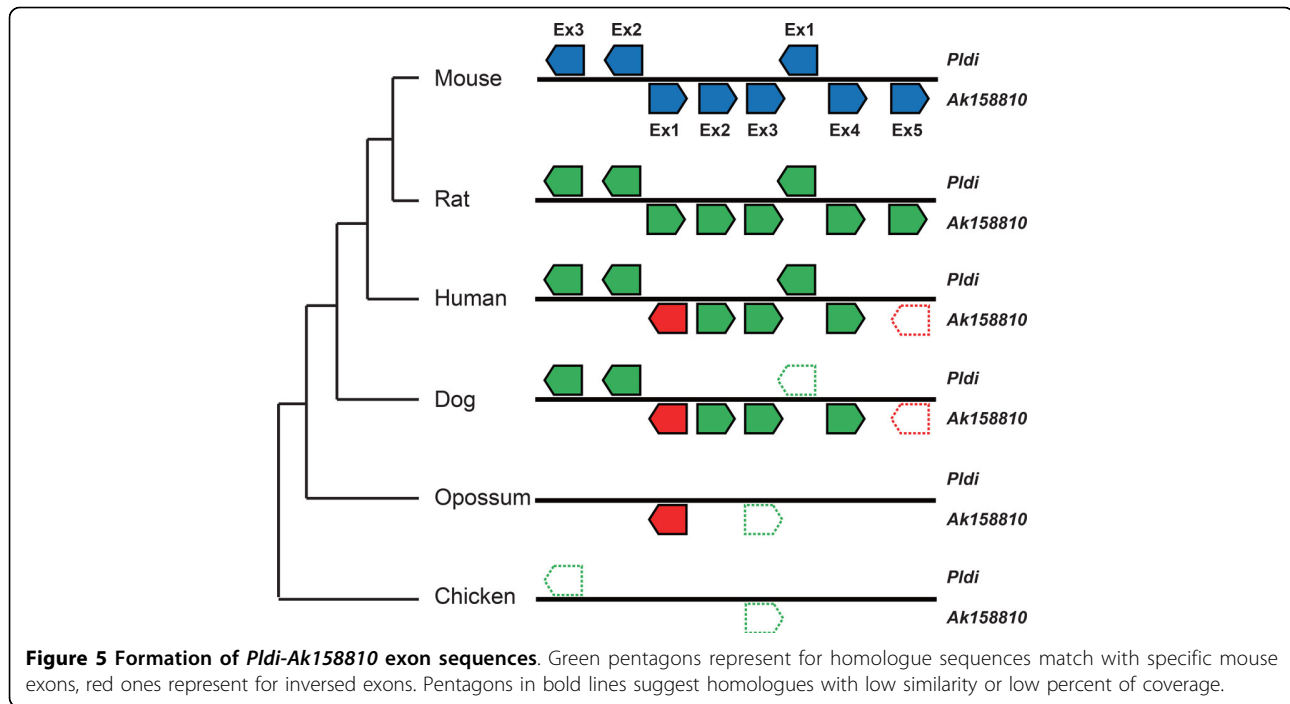 Ex3 Ex2 Ex1
Pldi
Mouse
Ak158810
Ex1 Ex2 Ex3 Ex4 Ex5
Pldi
Rat
Ak158810
Pldi
Human
Ak158810
Pldi
Dog
Ak158810
Pldi
Opossum
Ak158810
Pldi
Chicken
Ak158810
Figure 5 Formation of Pldi-Ak158810 exon sequences. Green pentagons represent for homologue sequences match with specific mouse
exons, red ones represent for inversed exons. Pentagons in bold lines suggest homologues with low similarity or low percent of coverage.